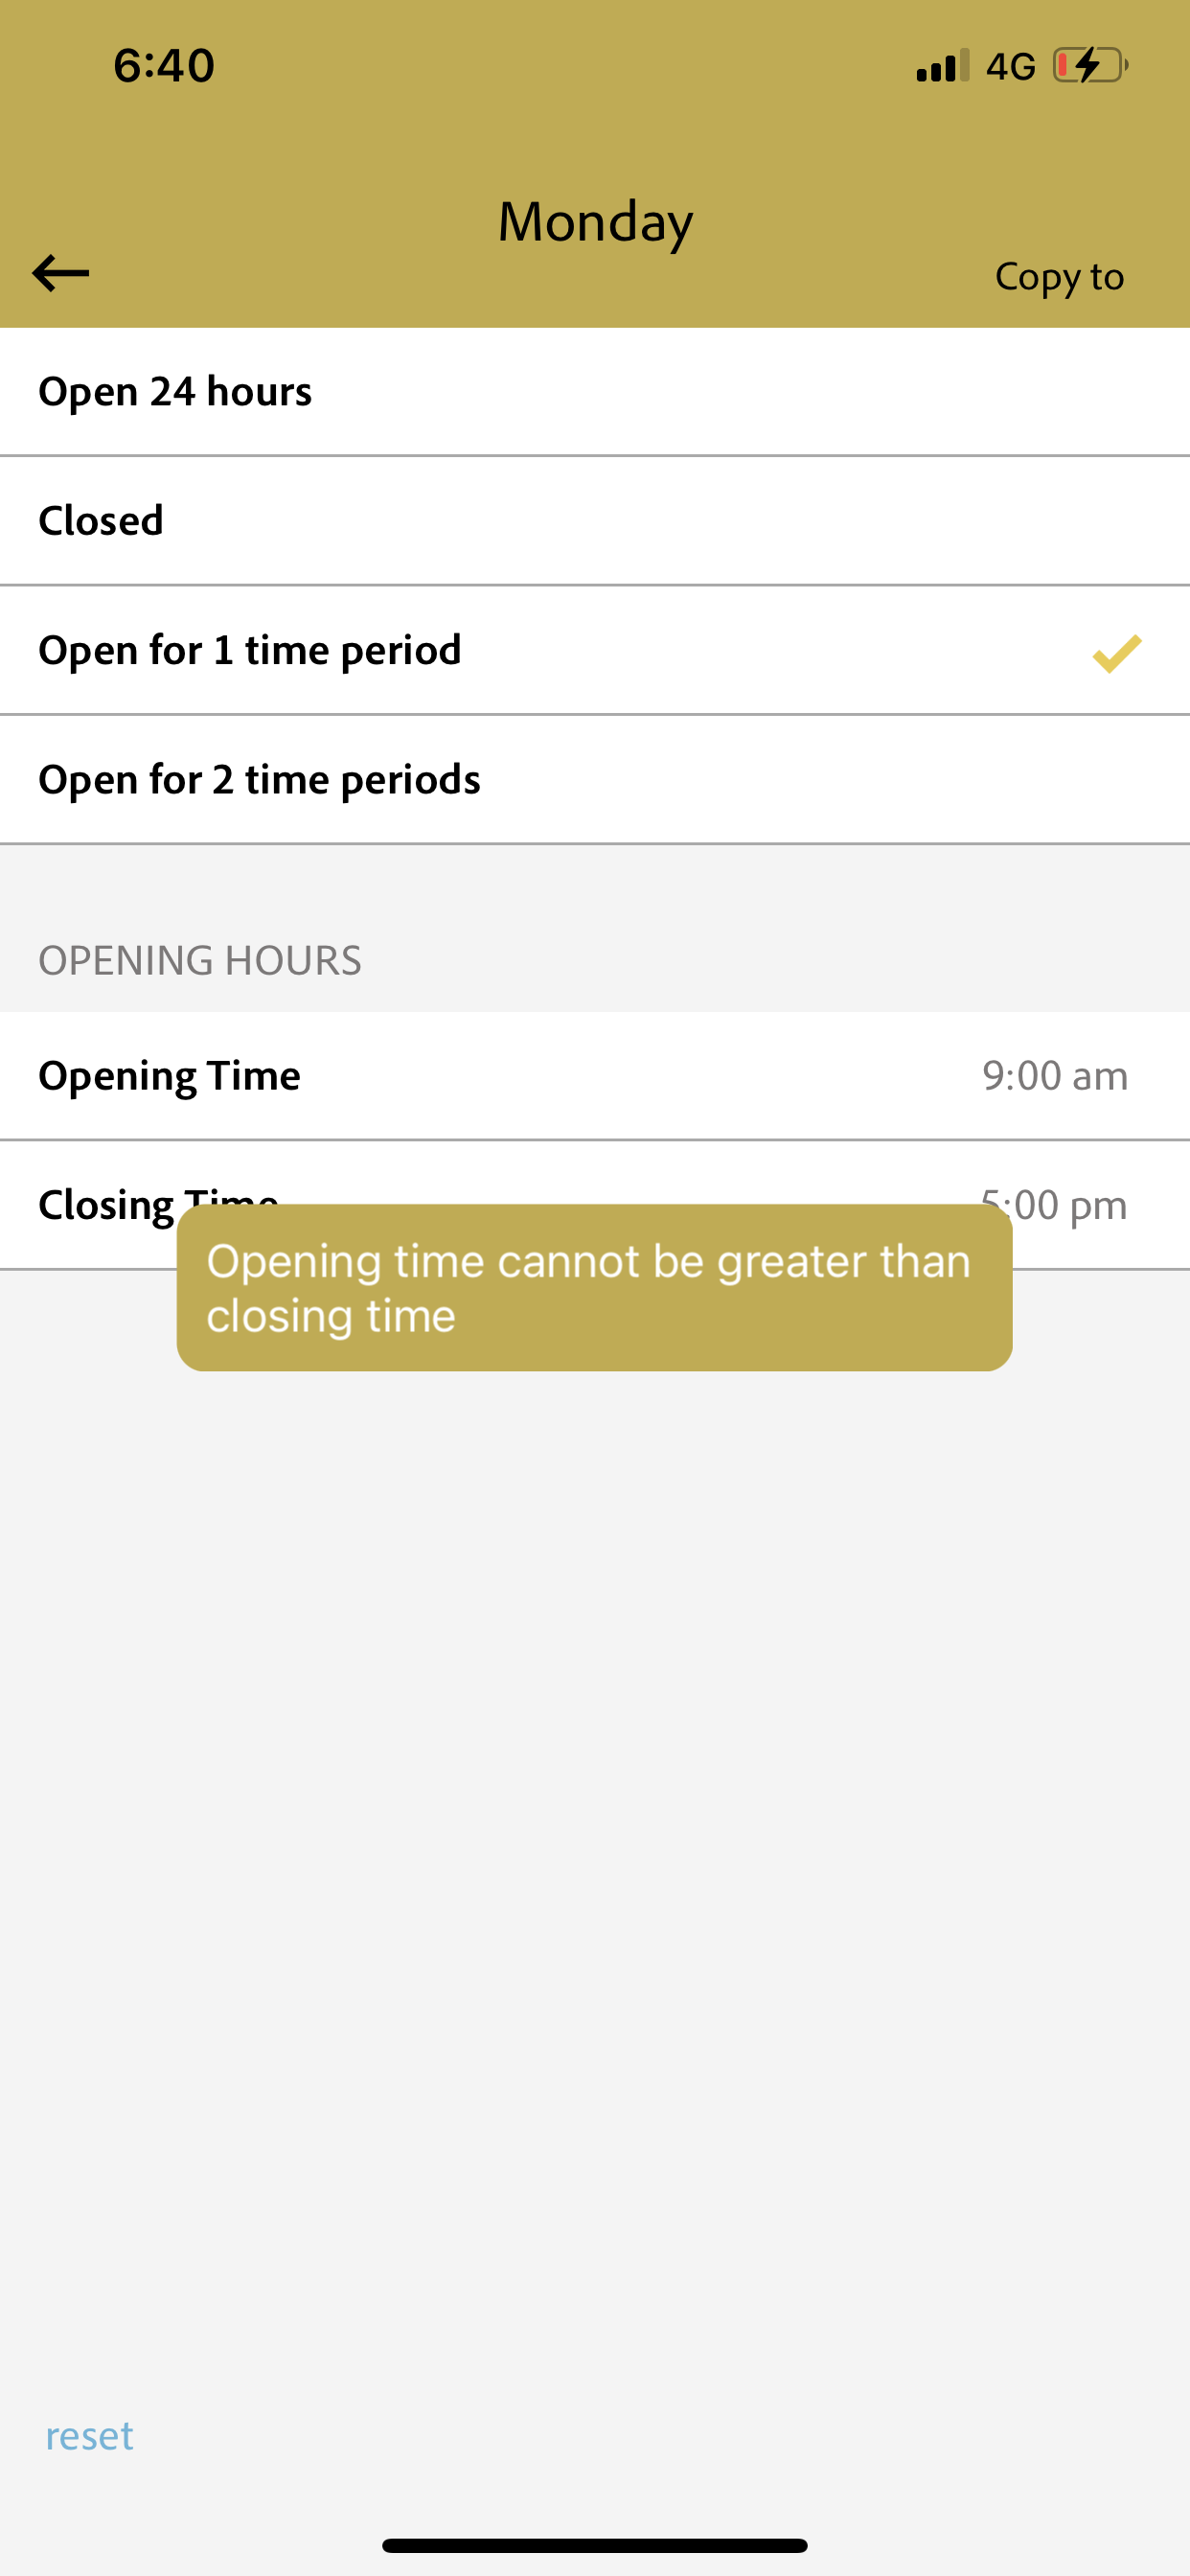 6:40
4G
Monday
Copy to
Open 24 hours
Closed
Open for 1 time period
Open for 2 time periods
OPENING HOURS
Opening Time 9:00 am
Closing Time 5:00 pm
Opening time cannot be greater than
closing time
reset